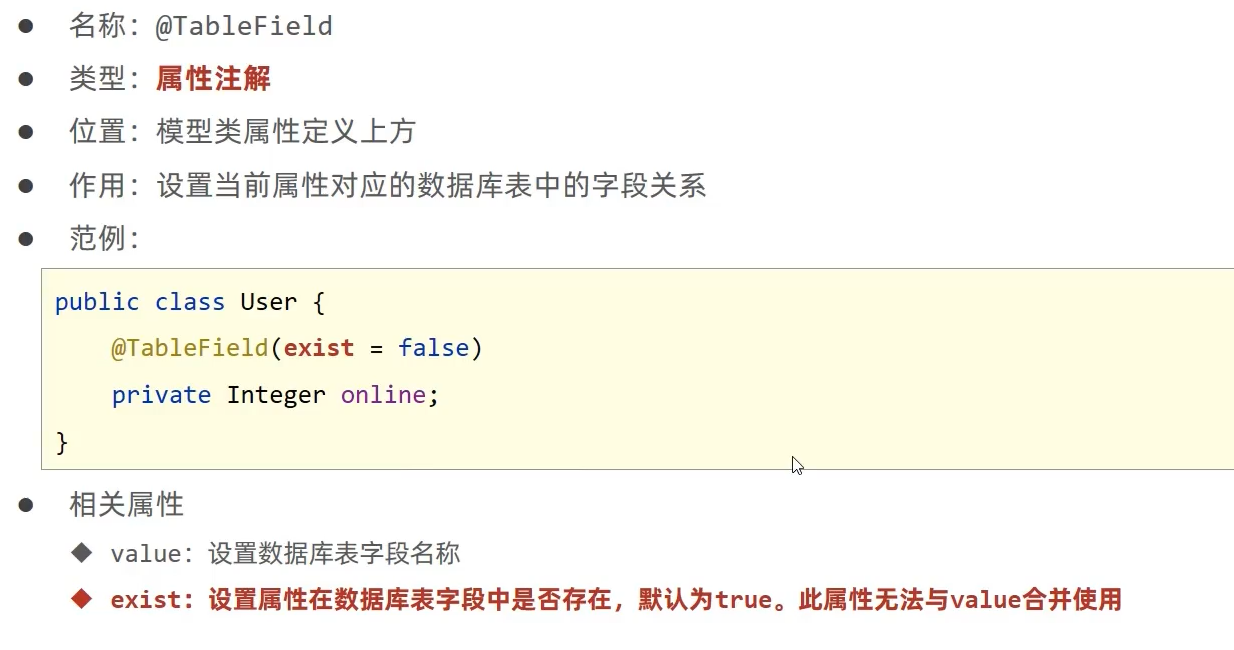 ● 名称：@TableField
● 类型：属性注解
● 位置：模型类属性定义上方
● 作用：设置当前属性对应的数据库表中的字段关系
● 范例：
public class User {
    @TableField(exist = false)
    private Integer online;
}
● 相关属性
◆ value：设置数据库表字段名称
◆ exist：设置属性在数据库表字段中是否存在，默认为true。此属性无法与value合并使用